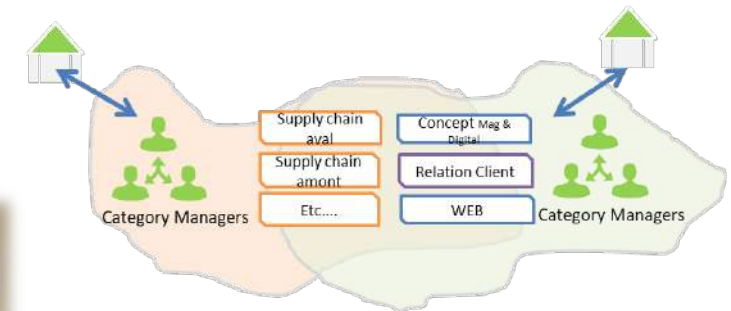 Supply chain
aval
Concept Mag &
Digital
Supply chain
amont
Relation Client
Etc....
WEB
Category Managers
Category Managers